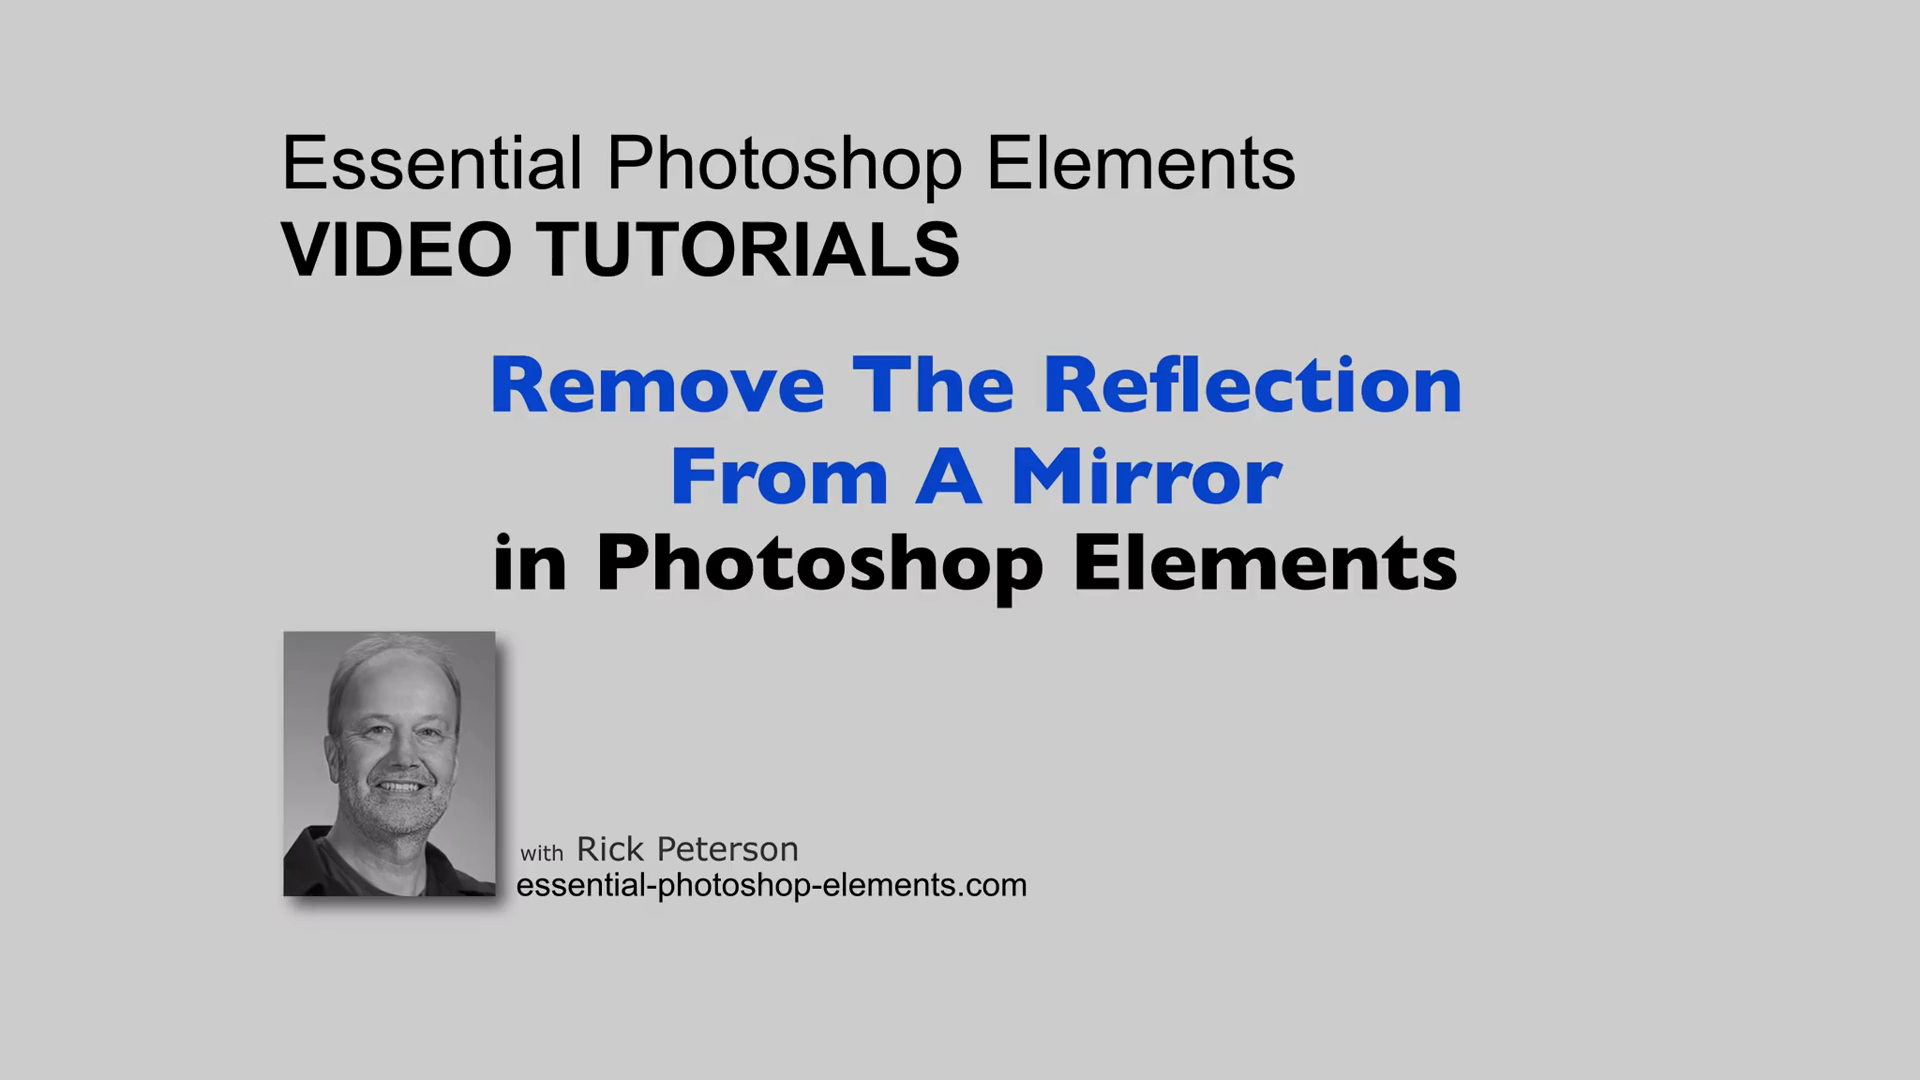 Essential Photoshop Elements
VIDEO TUTORIALS
Remove The Reflection
From A Mirror
in Photoshop Elements
with Rick Peterson
essential-photoshop-elements.com